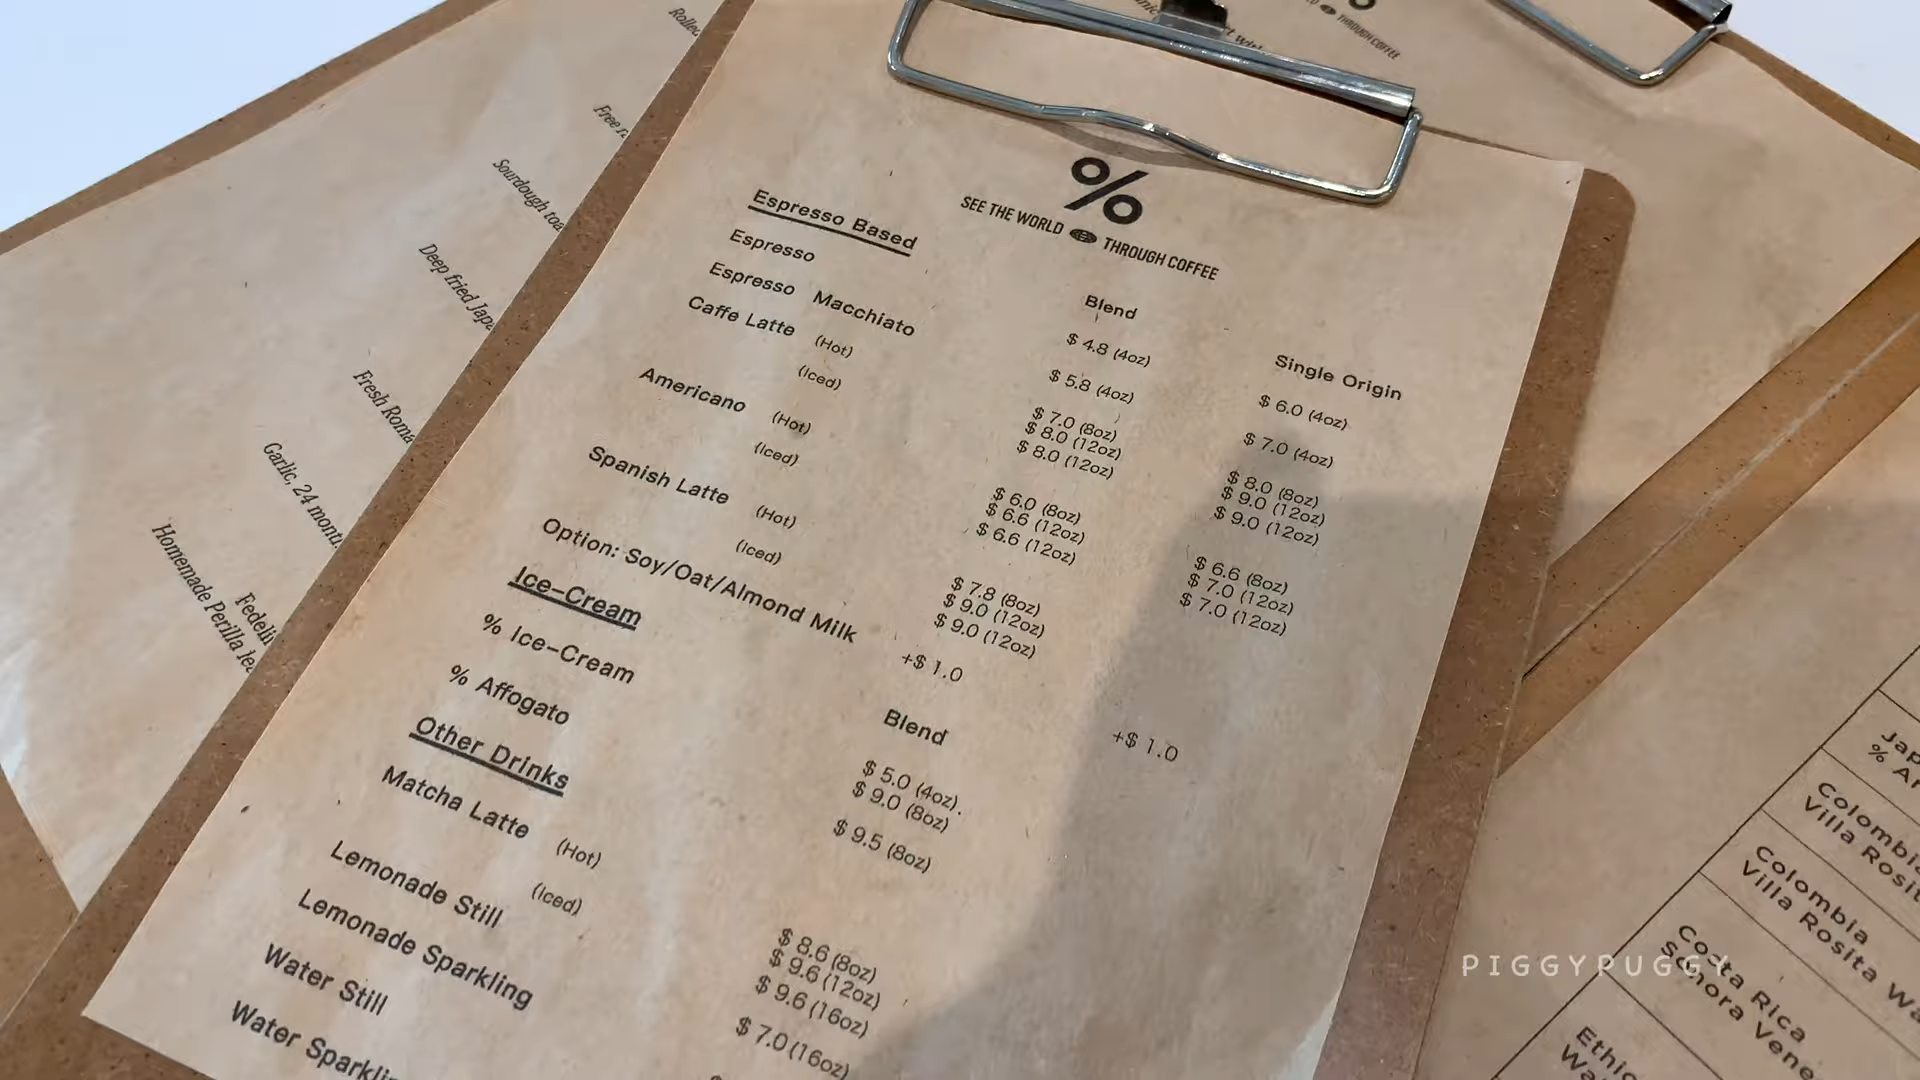 %
SEE THE WORLD THROUGH COFFEE
Espresso Based
Blend
Single Origin
Espresso $ 4.8 (4oz) $ 6.0 (4oz)
Espresso Macchiato $ 5.8 (4oz) $ 7.0 (4oz)
Caffe Latte (Hot) $ 7.0 (8oz) $ 8.0 (8oz)
$ 8.0 (12oz) $ 9.0 (12oz)
(Iced) $ 8.0 (12oz) $ 9.0 (12oz)
Americano (Hot) $ 6.0 (8oz) $ 6.6 (8oz)
$ 6.6 (12oz) $ 7.0 (12oz)
(Iced) $ 6.6 (12oz) $ 7.0 (12oz)
Spanish Latte (Hot) $ 7.8 (8oz)
$ 9.0 (12oz)
(Iced) $ 9.0 (12oz)
Option: Soy/Oat/Almond Milk +$ 1.0 +$ 1.0
Ice-Cream
Blend
% Ice-Cream $ 5.0 (4oz)
$ 9.0 (8oz)
% Affogato $ 9.5 (8oz)
Other Drinks
Matcha Latte (Hot) $ 8.6 (8oz)
$ 9.6 (12oz)
(Iced) $ 9.6 (16oz)
Lemonade Still $ 7.0 (16oz)
Lemonade Sparkling
Water Still
Water
Free
Sourdough
Deep fried
Fresh
Garlic, 24
Homemade Perilla
THROUGH COFFEE
Colombia
Villa
Colombia
Villa Rosita
Costa Rica
PIGGYPUGGY